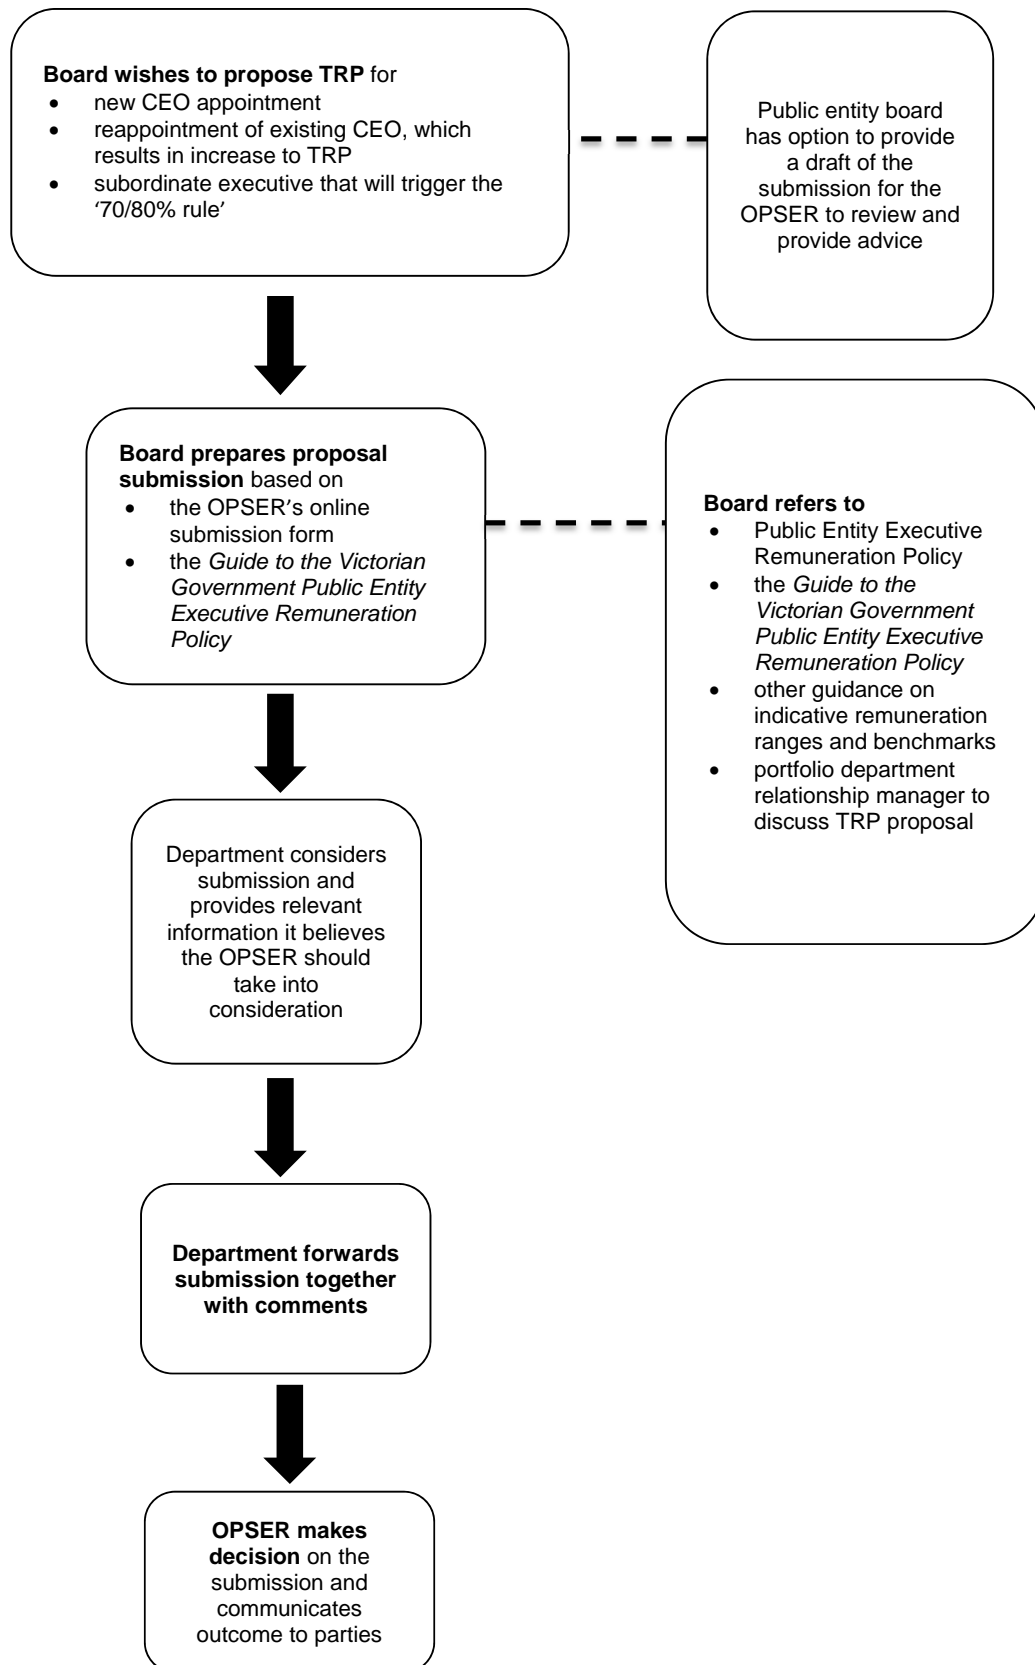 Board wishes to propose TRP for
• new CEO appointment
• reappointment of existing CEO, which
results in increase to TRP
• subordinate executive that will trigger the
‘70/80% rule’
Public entity board
has option to provide
a draft of the
submission for the
OPSER to review and
provide advice
Board prepares proposal
submission based on
• the OPSER’s online
submission form
• the Guide to the Victorian
Government Public Entity
Executive Remuneration
Policy
Board refers to
• Public Entity Executive
Remuneration Policy
• the Guide to the
Victorian Government
Public Entity Executive
Remuneration Policy
• other guidance on
indicative remuneration
ranges and benchmarks
• portfolio department
relationship manager to
discuss TRP proposal
Department considers
submission and
provides relevant
information it believes
the OPSER should
take into
consideration
Department forwards
submission together
with comments
OPSER makes
decision on the
submission and
communicates
outcome to parties